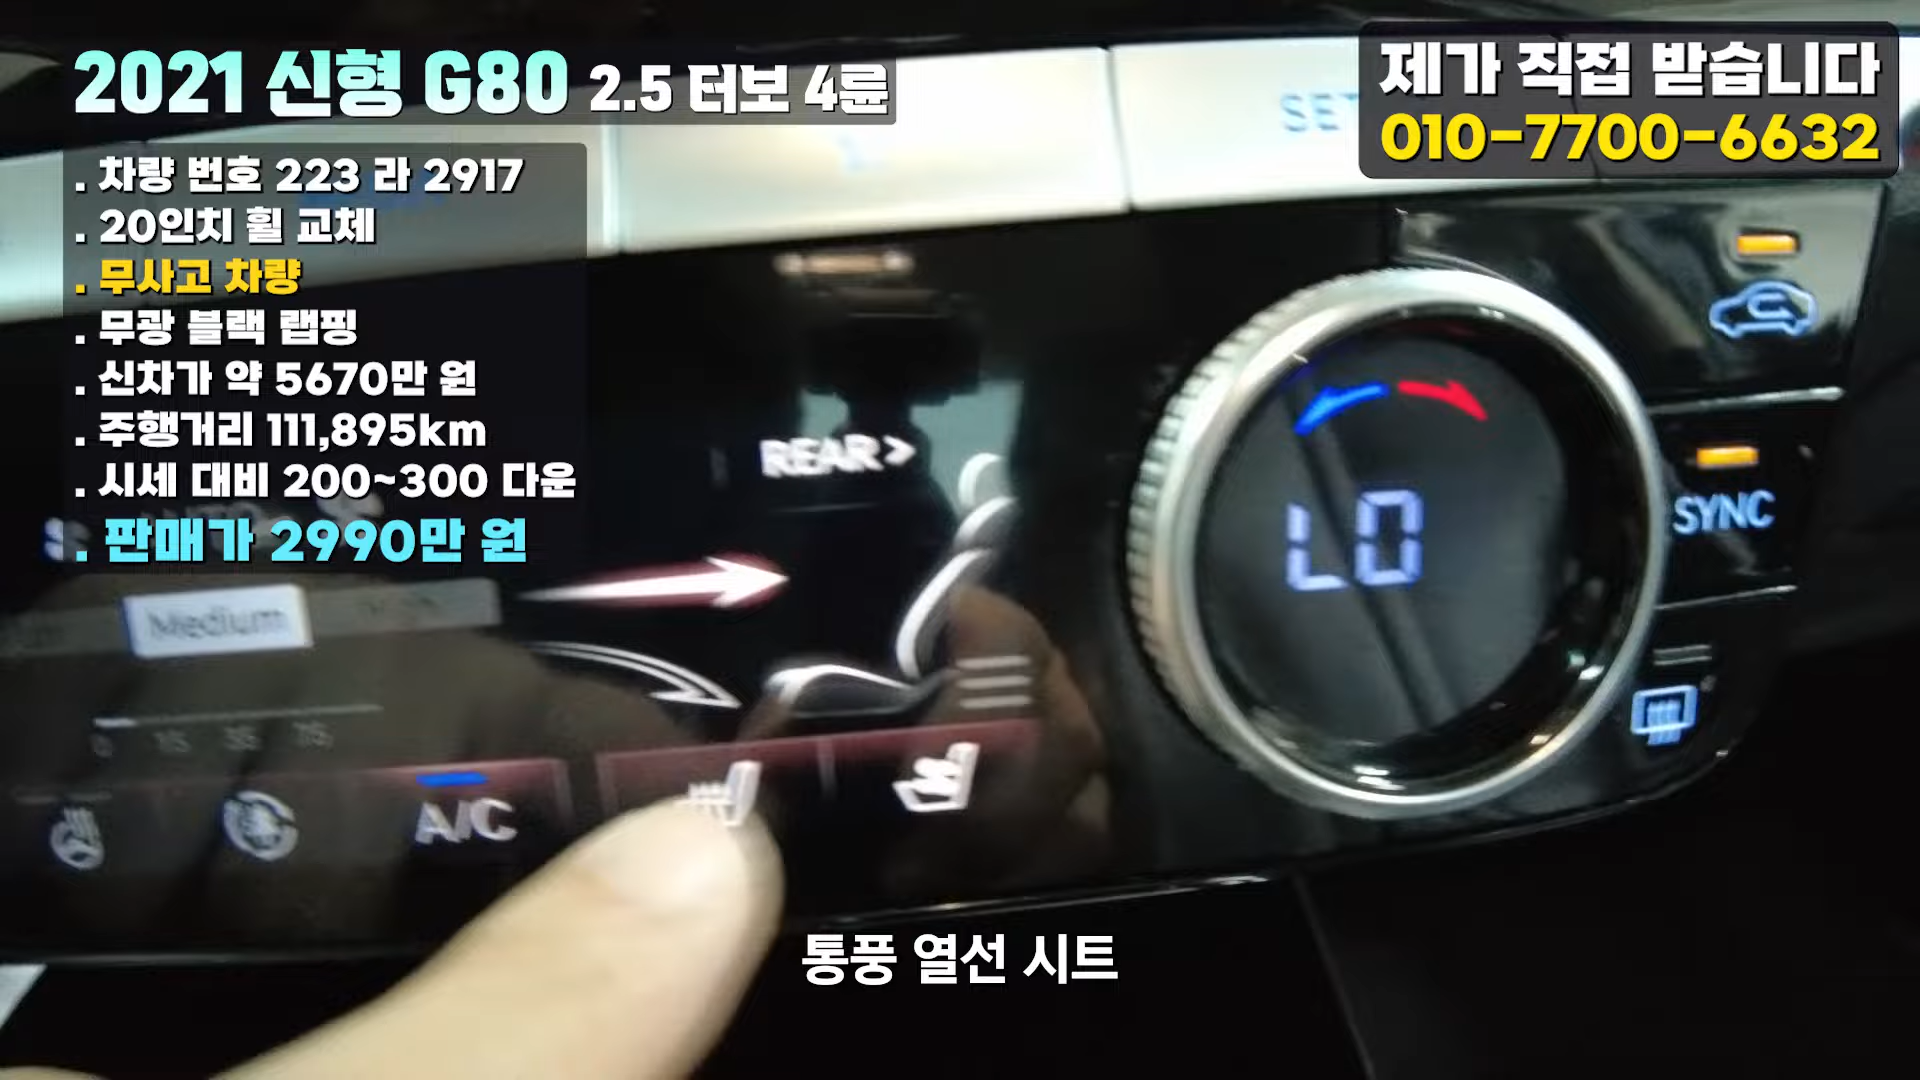 2021 신형 G80 2.5 터보 4륜
제가 직접 받습니다
010-7700-6632
. 차량 번호 223 라 2917
. 20인치 휠 교체
. 무사고 차량
. 무광 블랙 랩핑
. 신차가 약 5670만 원
. 주행거리 111,895km
. 시세 대비 200~300 다운
. 판매가 2990만 원
REAR >
LO
SYNC
Medium
A/C
통풍 열선 시트